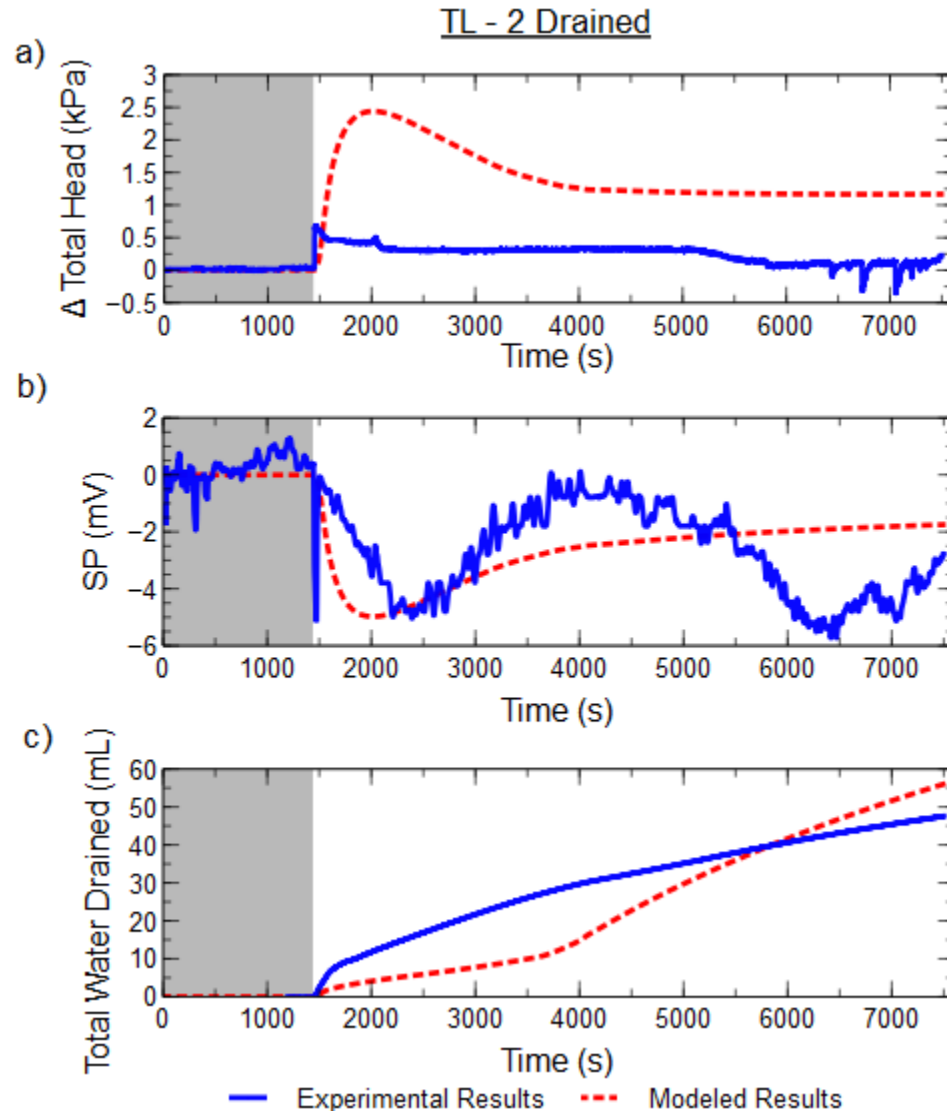 TL - 2 Drained
a)
Δ Total Head (kPa)
3
2.5
2
1.5
1
0.5
0
−0.5
0 1000 2000 3000 4000 5000 6000 7000
Time (s)
b)
SP (mV)
2
0
−2
−4
−6
0 1000 2000 3000 4000 5000 6000 7000
Time (s)
c)
Total Water Drained (mL)
60
50
40
30
20
10
0
0 1000 2000 3000 4000 5000 6000 7000
Time (s)
Experimental Results Modeled Results